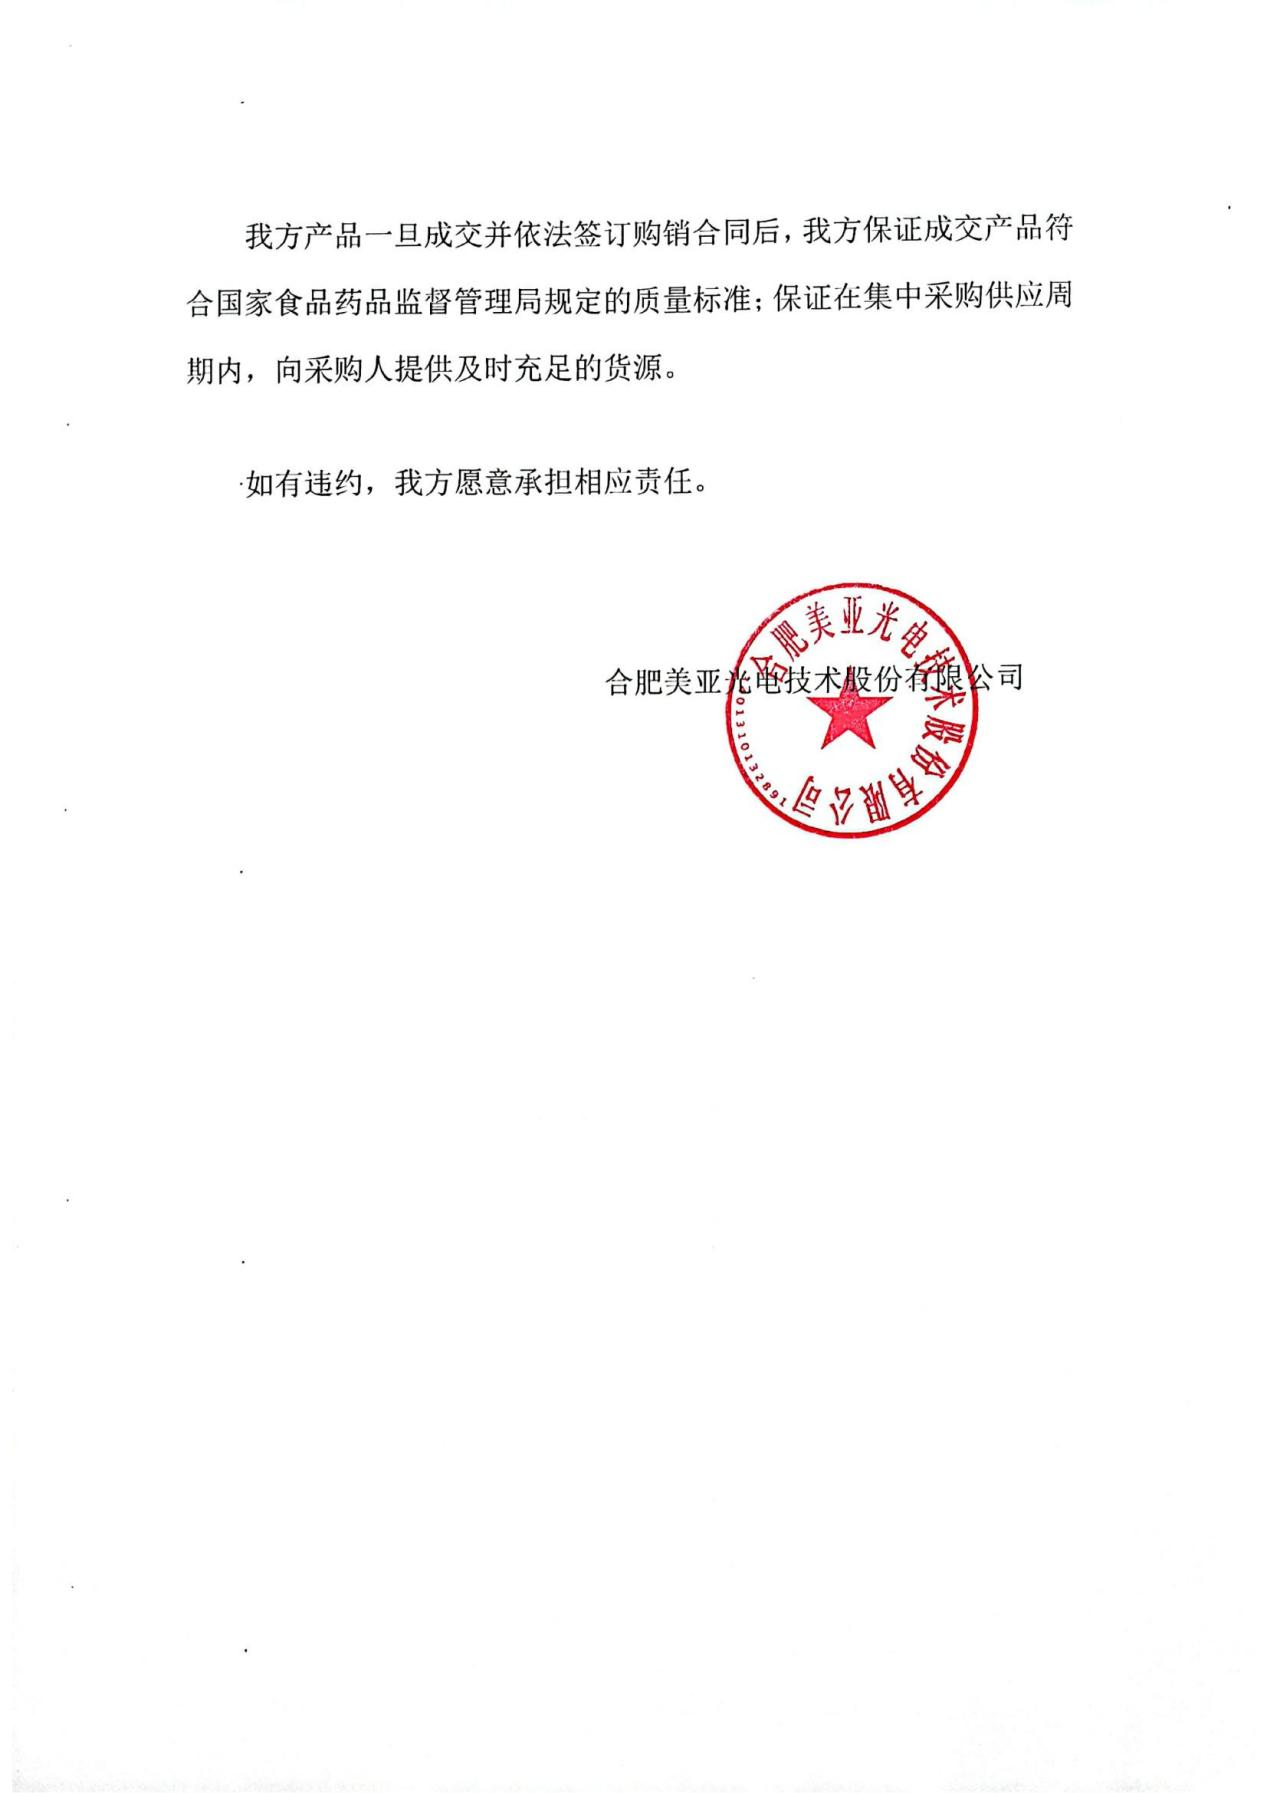 我方产品一旦成交并依法签订购销合同后，我方保证成交产品符
合国家食品药品监督管理局规定的质量标准；保证在集中采购供应周
期内，向采购人提供及时充足的货源。
如有违约，我方愿意承担相应责任。
合肥美亚光电技术股份有限公司
合肥美亚光电技术股份有限公司